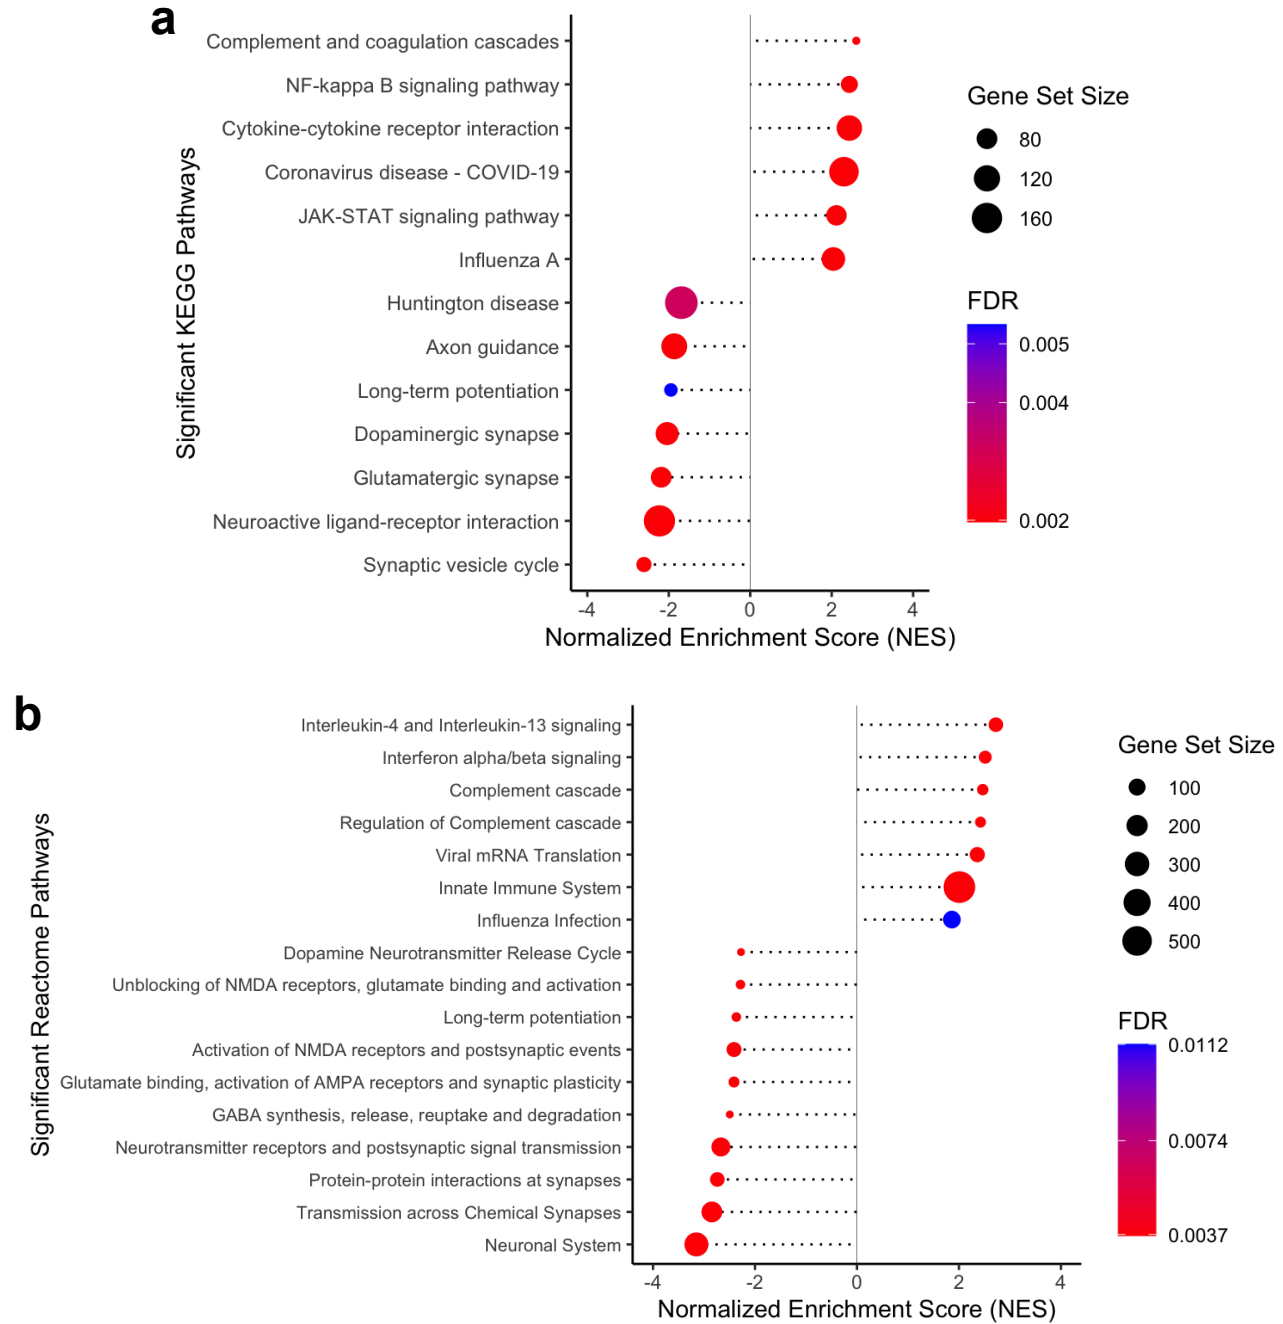 a
Significant KEGG Pathways
Complement and coagulation cascades
NF-kappa B signaling pathway
Cytokine-cytokine receptor interaction
Coronavirus disease - COVID-19
JAK-STAT signaling pathway
Influenza A
Huntington disease
Axon guidance
Long-term potentiation
Dopaminergic synapse
Glutamatergic synapse
Neuroactive ligand-receptor interaction
Synaptic vesicle cycle
-4 -2 0 2 4
Normalized Enrichment Score (NES)
Gene Set Size
80
120
160
FDR
0.005
0.004
0.002
b
Significant Reactome Pathways
Interleukin-4 and Interleukin-13 signaling
Interferon alpha/beta signaling
Complement cascade
Regulation of Complement cascade
Viral mRNA Translation
Innate Immune System
Influenza Infection
Dopamine Neurotransmitter Release Cycle
Unblocking of NMDA receptors, glutamate binding and activation
Long-term potentiation
Activation of NMDA receptors and postsynaptic events
Glutamate binding, activation of AMPA receptors and synaptic plasticity
GABA synthesis, release, reuptake and degradation
Neurotransmitter receptors and postsynaptic signal transmission
Protein-protein interactions at synapses
Transmission across Chemical Synapses
Neuronal System
-4 -2 0 2 4
Normalized Enrichment Score (NES)
Gene Set Size
100
200
300
400
500
FDR
0.0112
0.0074
0.0037